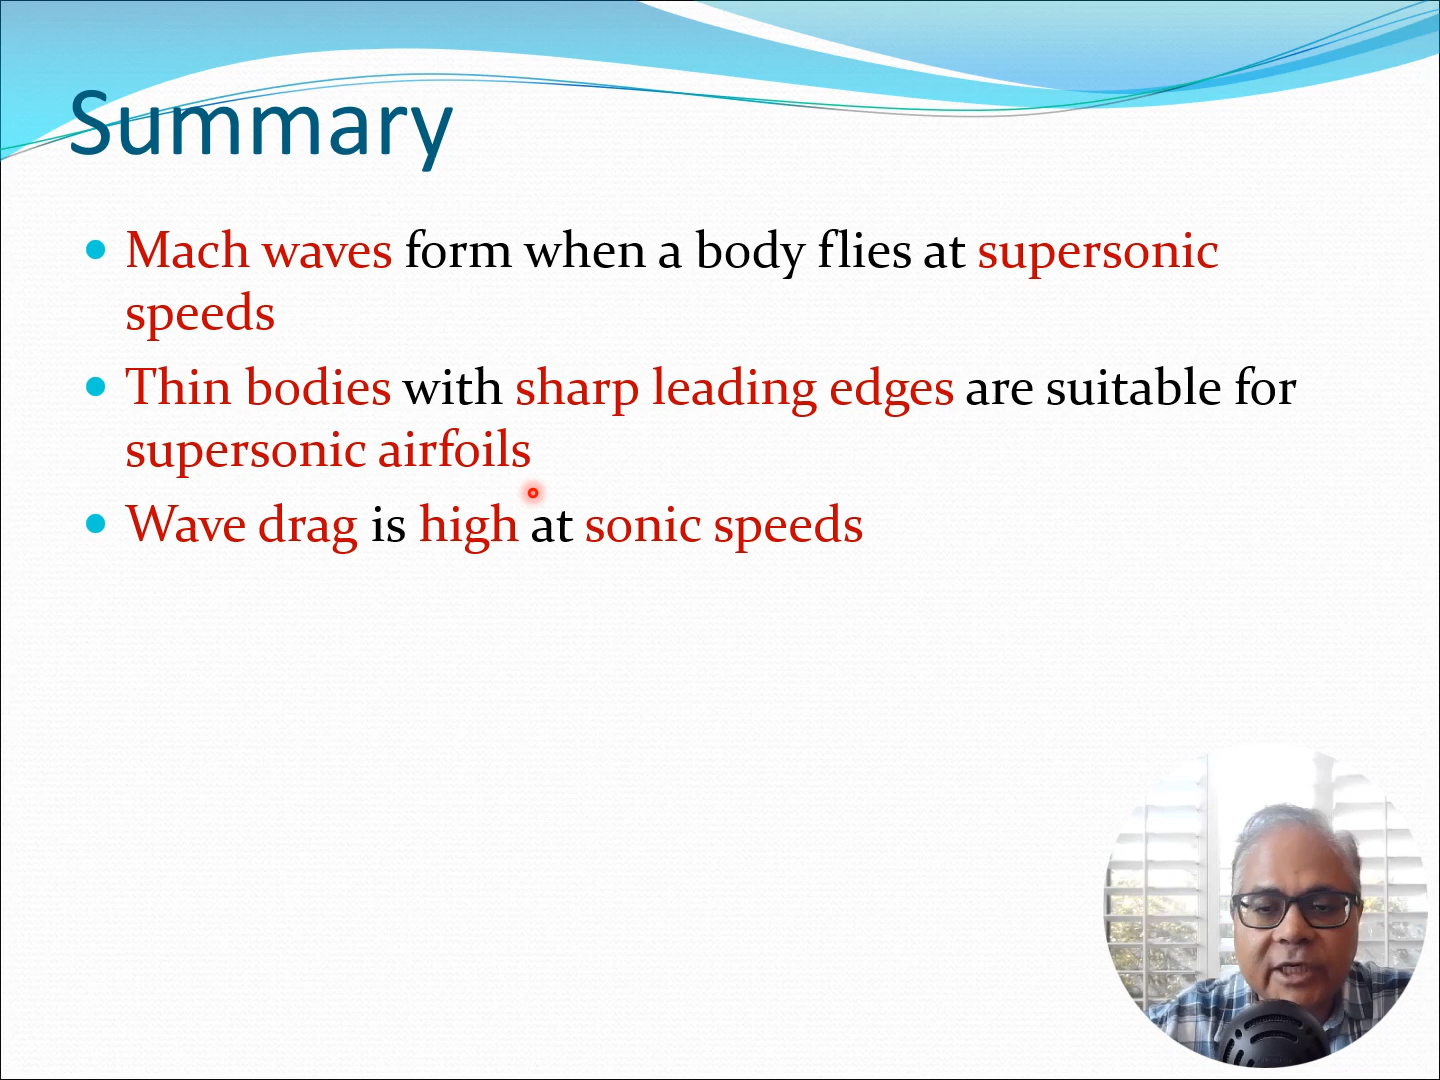 Summary
Mach waves form when a body flies at supersonic
speeds
Thin bodies with sharp leading edges are suitable for
supersonic airfoils
Wave drag is high at sonic speeds